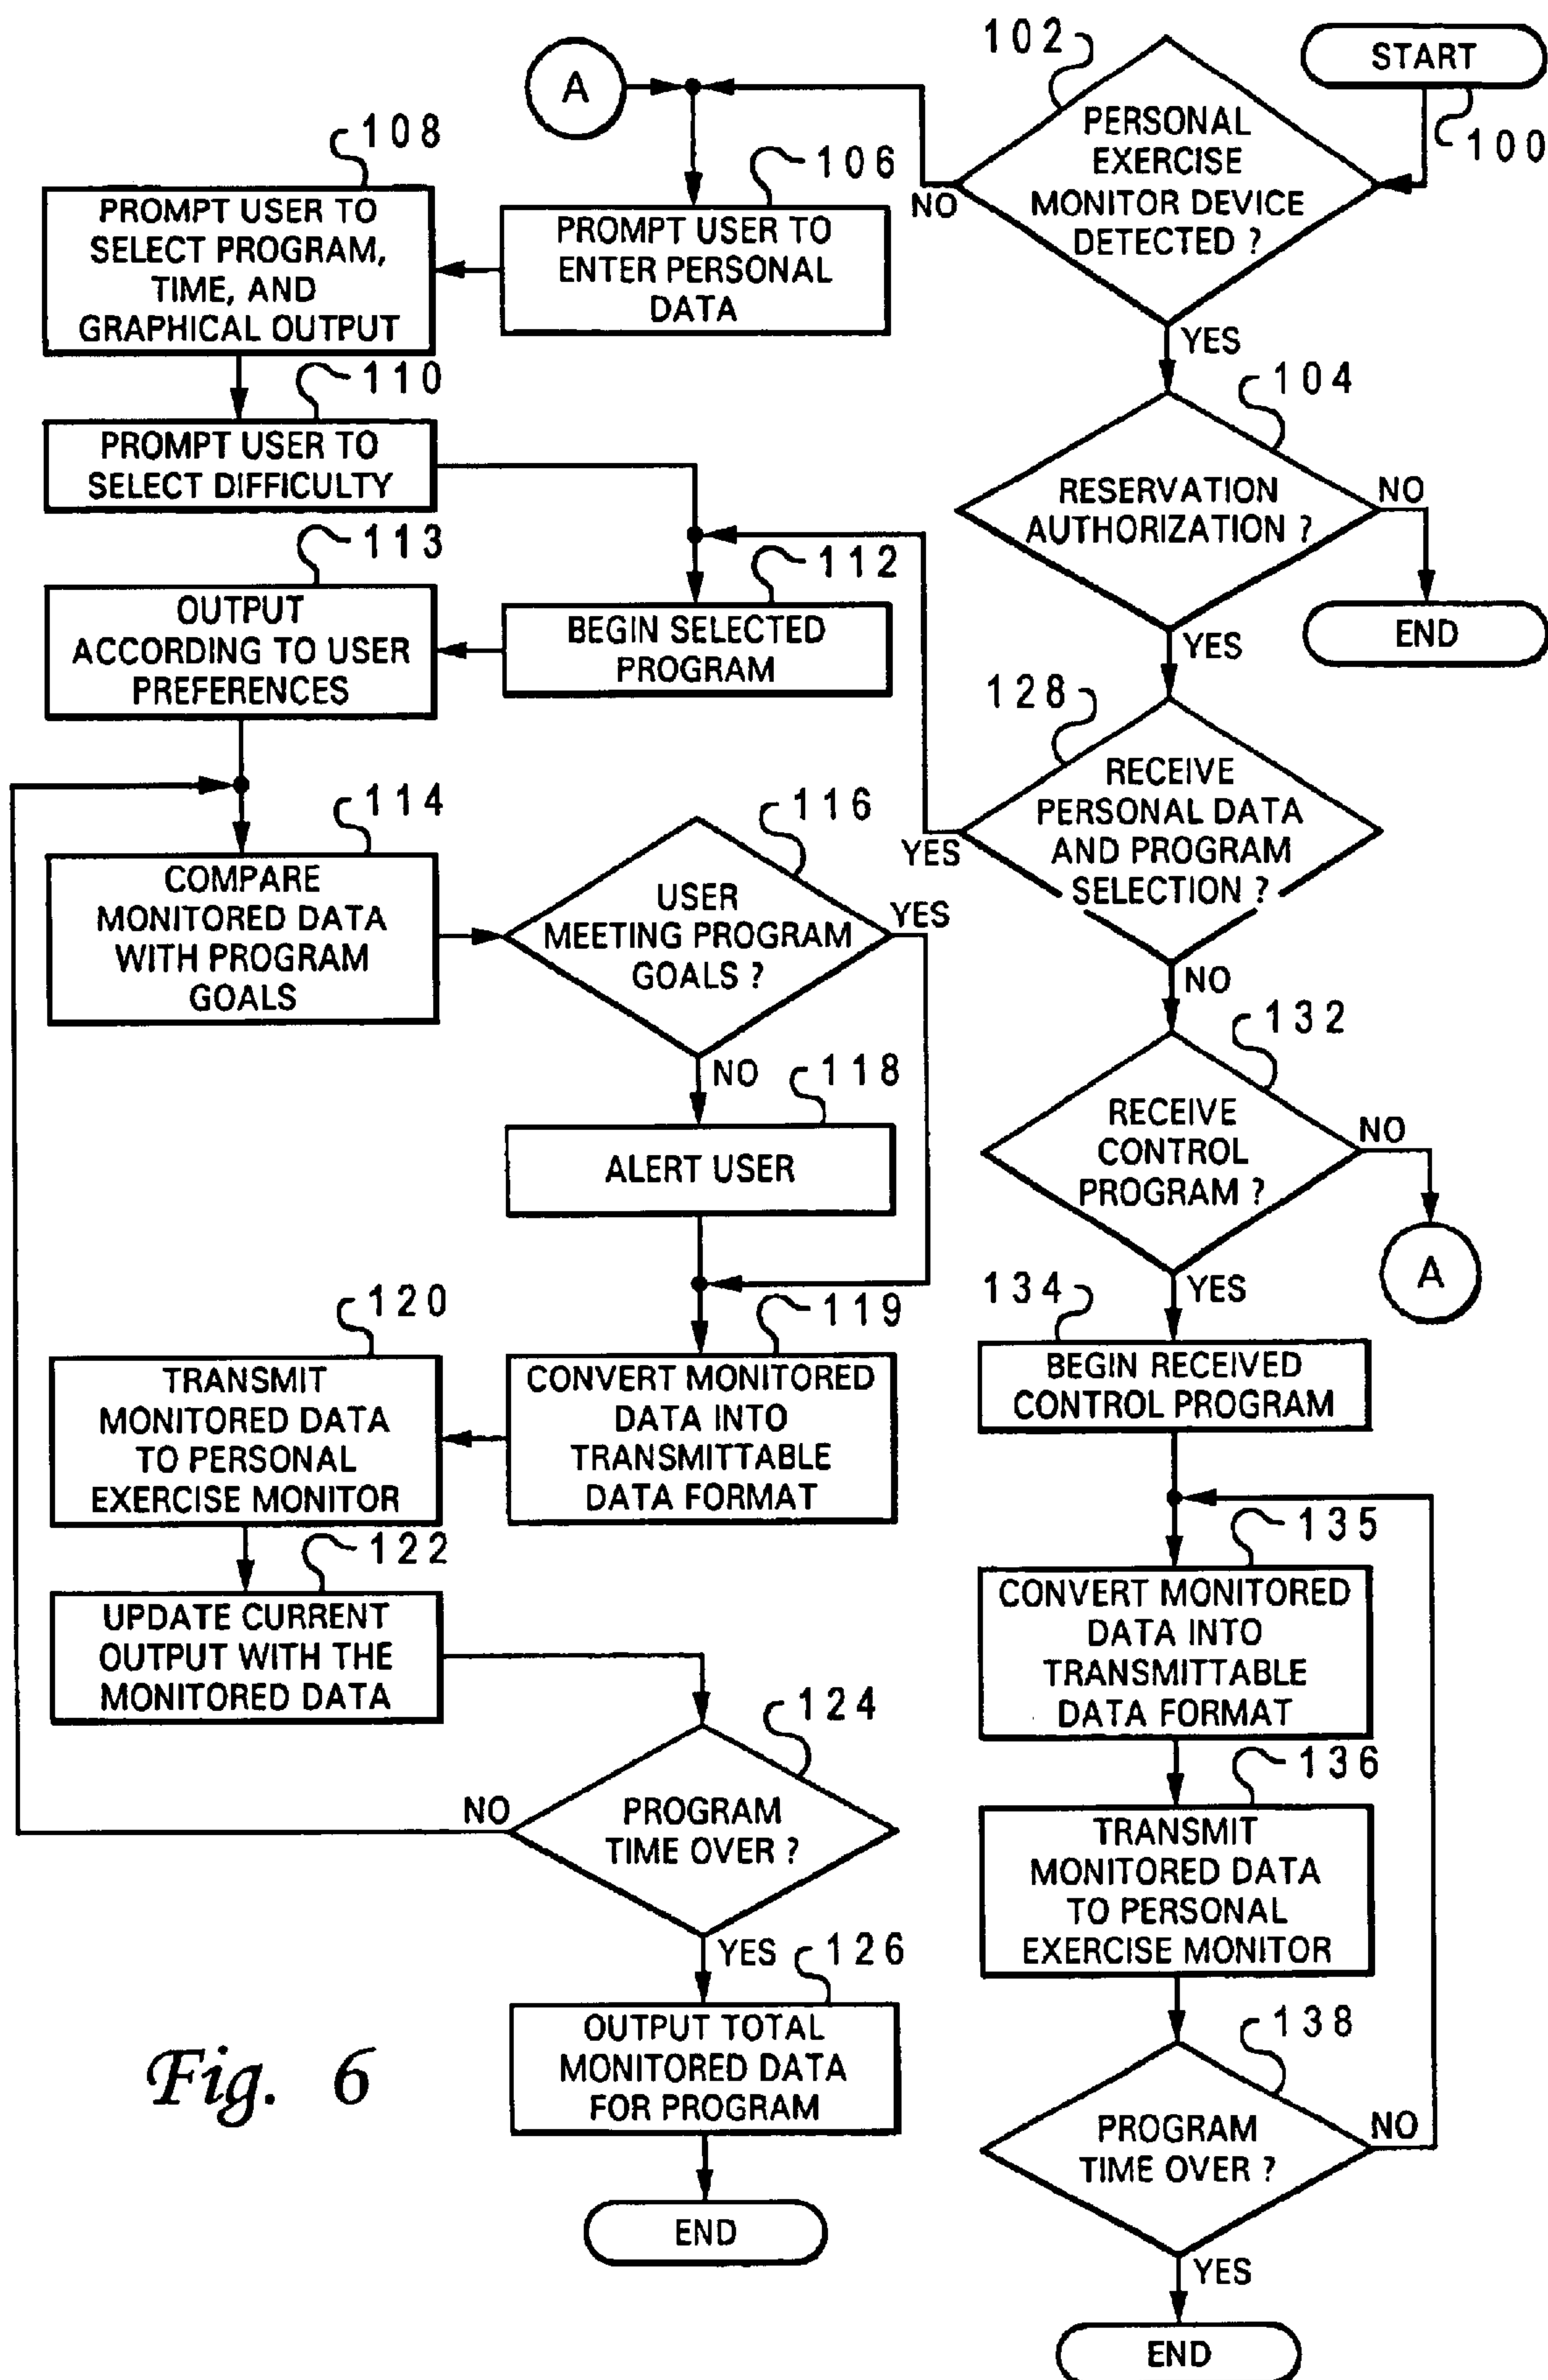 START
100
102
PERSONAL
EXERCISE
MONITOR DEVICE
DETECTED ?
NO
YES
A
106
PROMPT USER TO
ENTER PERSONAL
DATA
108
PROMPT USER TO
SELECT PROGRAM,
TIME, AND
GRAPHICAL OUTPUT
110
PROMPT USER TO
SELECT DIFFICULTY
104
RESERVATION
AUTHORIZATION ?
NO
END
YES
112
BEGIN SELECTED
PROGRAM
113
OUTPUT
ACCORDING TO USER
PREFERENCES
128
RECEIVE
PERSONAL DATA
AND PROGRAM
SELECTION ?
YES
NO
114
COMPARE
MONITORED DATA
WITH PROGRAM
GOALS
116
USER
MEETING PROGRAM
GOALS ?
YES
NO
118
ALERT USER
132
RECEIVE
CONTROL
PROGRAM ?
NO
A
YES
119
CONVERT MONITORED
DATA INTO
TRANSMITTABLE
DATA FORMAT
120
TRANSMIT
MONITORED DATA
TO PERSONAL
EXERCISE MONITOR
122
UPDATE CURRENT
OUTPUT WITH THE
MONITORED DATA
124
PROGRAM
TIME OVER ?
NO
YES
126
OUTPUT TOTAL
MONITORED DATA
FOR PROGRAM
END
134
BEGIN RECEIVED
CONTROL PROGRAM
135
CONVERT MONITORED
DATA INTO
TRANSMITTABLE
DATA FORMAT
136
TRANSMIT
MONITORED DATA
TO PERSONAL
EXERCISE MONITOR
138
PROGRAM
TIME OVER ?
NO
YES
END
Fig. 6